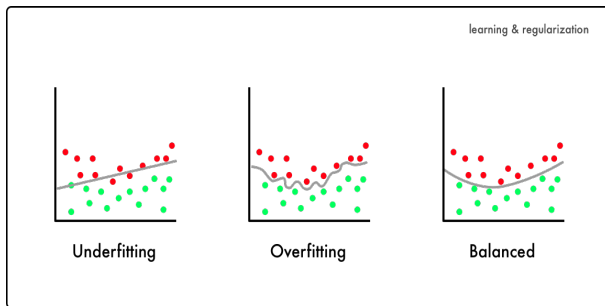 learning & regularization
Underfitting
Overfitting
Balanced